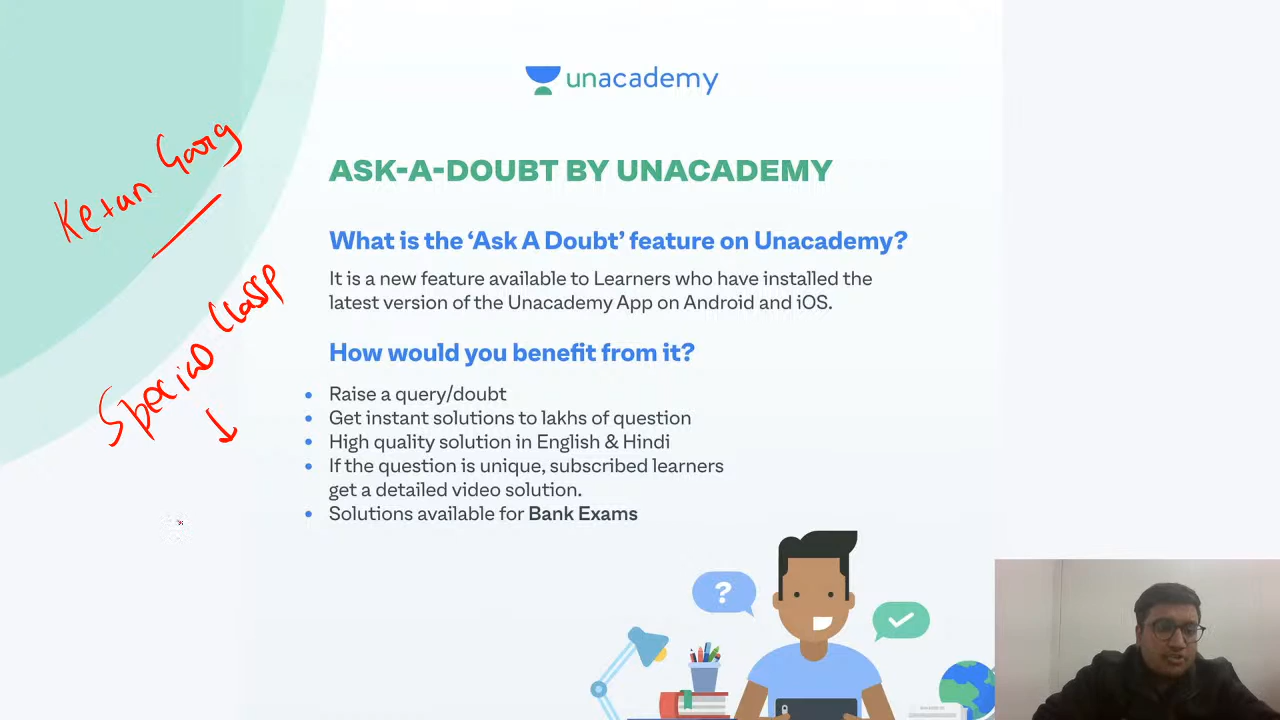 unacademy
ASK-A-DOUBT BY UNACADEMY
What is the ‘Ask A Doubt’ feature on Unacademy?
It is a new feature available to Learners who have installed the
latest version of the Unacademy App on Android and iOS.
How would you benefit from it?
• Raise a query/doubt
• Get instant solutions to lakhs of question
• High quality solution in English & Hindi
• If the question is unique, subscribed learners
get a detailed video solution.
• Solutions available for Bank Exams
Ketan Garg
Special
?